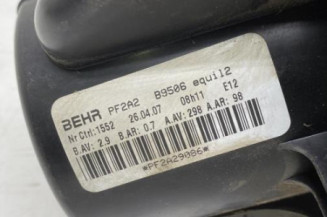 BEHR PF2A2 B9506 equil2
Nr Ctrl:1552 26.04.07 08h11 E12
B.AV: 2.9 B.AR: 0.7 A.AV: 298 A.AR: 98
*PF2A29086*